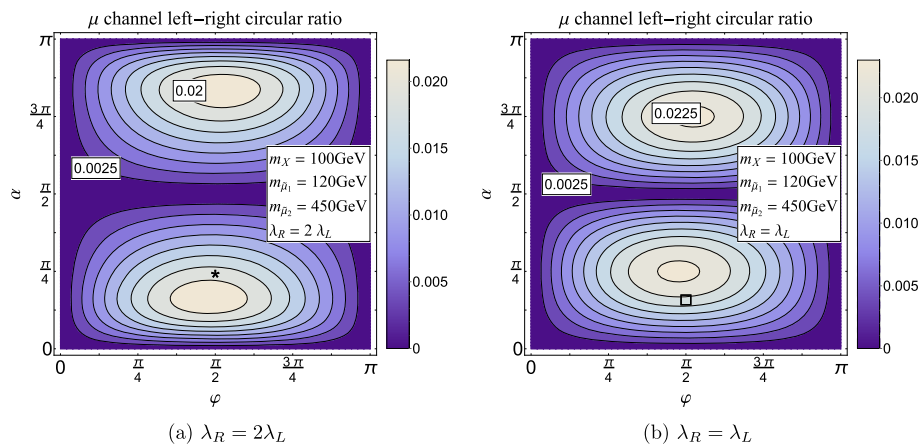 μ channel left−right circular ratio
π
3π/4
α
π/2
π/4
0
0.02
0.0025
m_X = 100GeV
m_μ̃1 = 120GeV
m_μ̃2 = 450GeV
λ_R = 2 λ_L
*
0.020
0.015
0.010
0.005
0
0 π/4 π/2 3π/4 π
φ
(a) λ_R = 2λ_L
μ channel left−right circular ratio
π
3π/4
α
π/2
π/4
0
0.0225
0.0025
m_X = 100GeV
m_μ̃1 = 120GeV
m_μ̃2 = 450GeV
λ_R = λ_L
0.020
0.015
0.010
0.005
0
0 π/4 π/2 3π/4 π
φ
(b) λ_R = λ_L